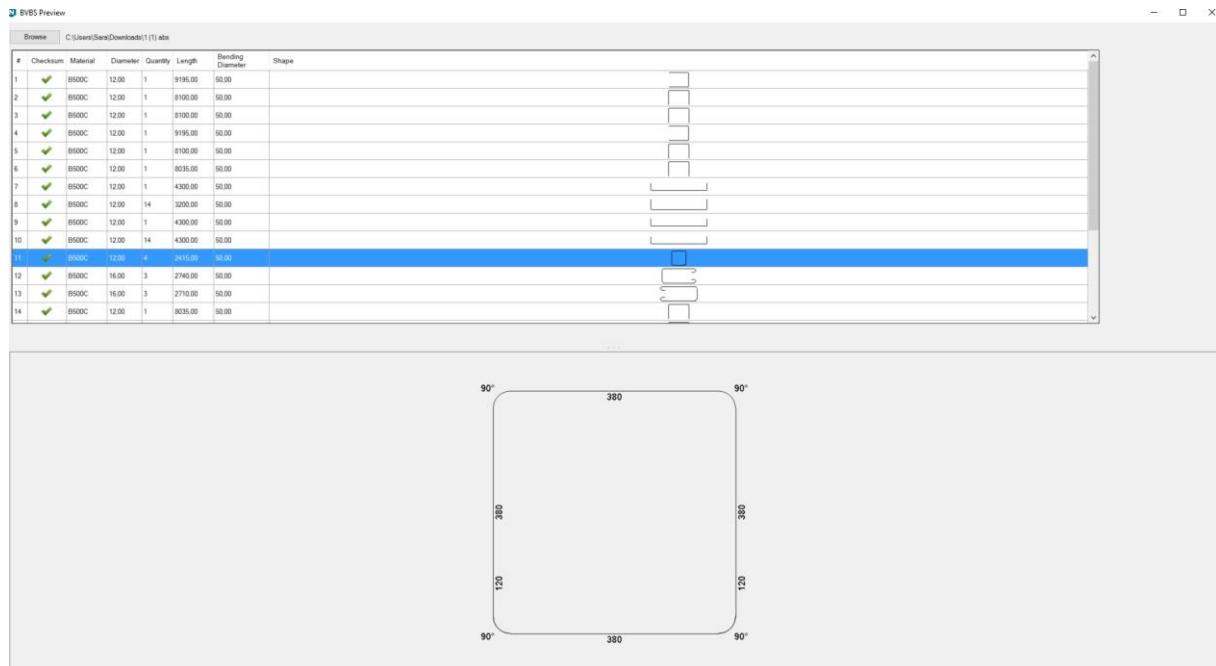 BVBS Preview
Browse C:\Users\Sara\Downloads\1 (1).abs
# Checksum Material Diameter Quantity Length Bending Diameter Shape
1 B500C 12,00 1 9195,00 50,00
2 B500C 12,00 1 8100,00 50,00
3 B500C 12,00 1 8100,00 50,00
4 B500C 12,00 1 9195,00 50,00
5 B500C 12,00 1 8100,00 50,00
6 B500C 12,00 1 8035,00 50,00
7 B500C 12,00 1 4300,00 50,00
8 B500C 12,00 14 3200,00 50,00
9 B500C 12,00 1 4300,00 50,00
10 B500C 12,00 14 4300,00 50,00
11 B500C 12,00 4 2415,00 50,00
12 B500C 16,00 3 2740,00 50,00
13 B500C 16,00 3 2710,00 50,00
14 B500C 12,00 1 8035,00 50,00
90° 90°
380
380 380
120 120
90° 90°
380